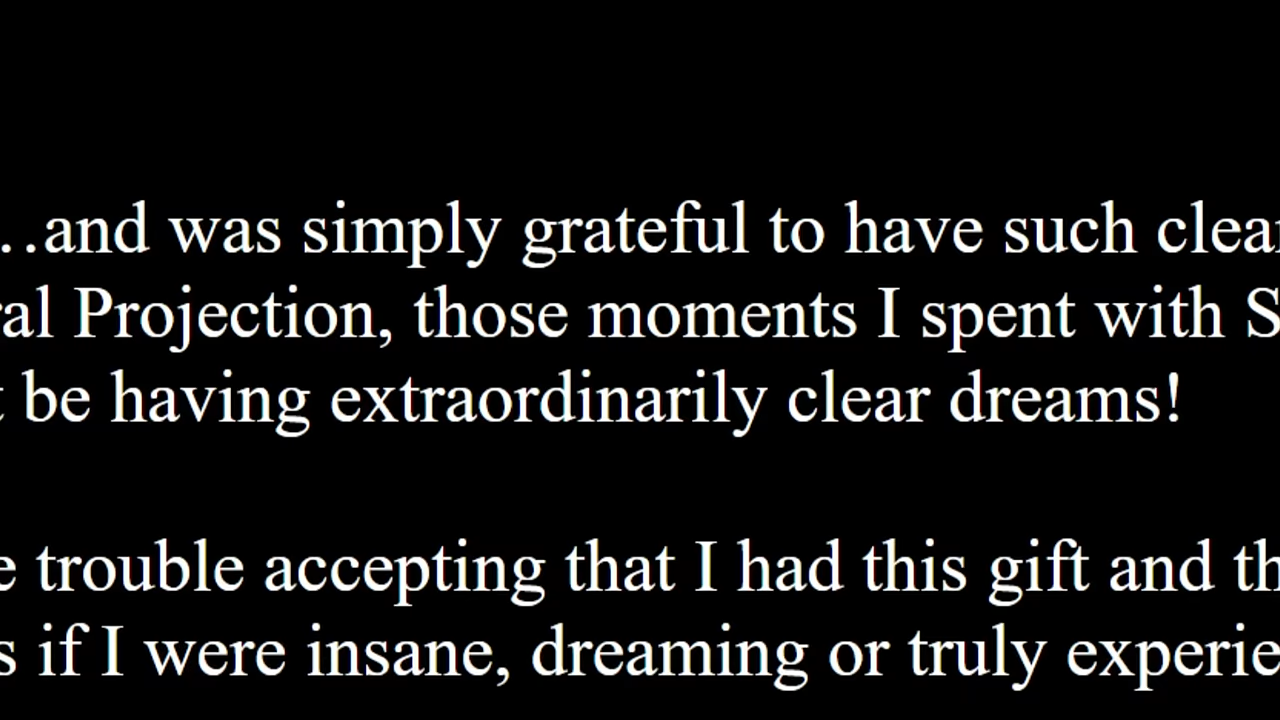 ..and was simply grateful to have such clear
al Projection, those moments I spent with S
be having extraordinarily clear dreams!
trouble accepting that I had this gift and th
s if I were insane, dreaming or truly experie